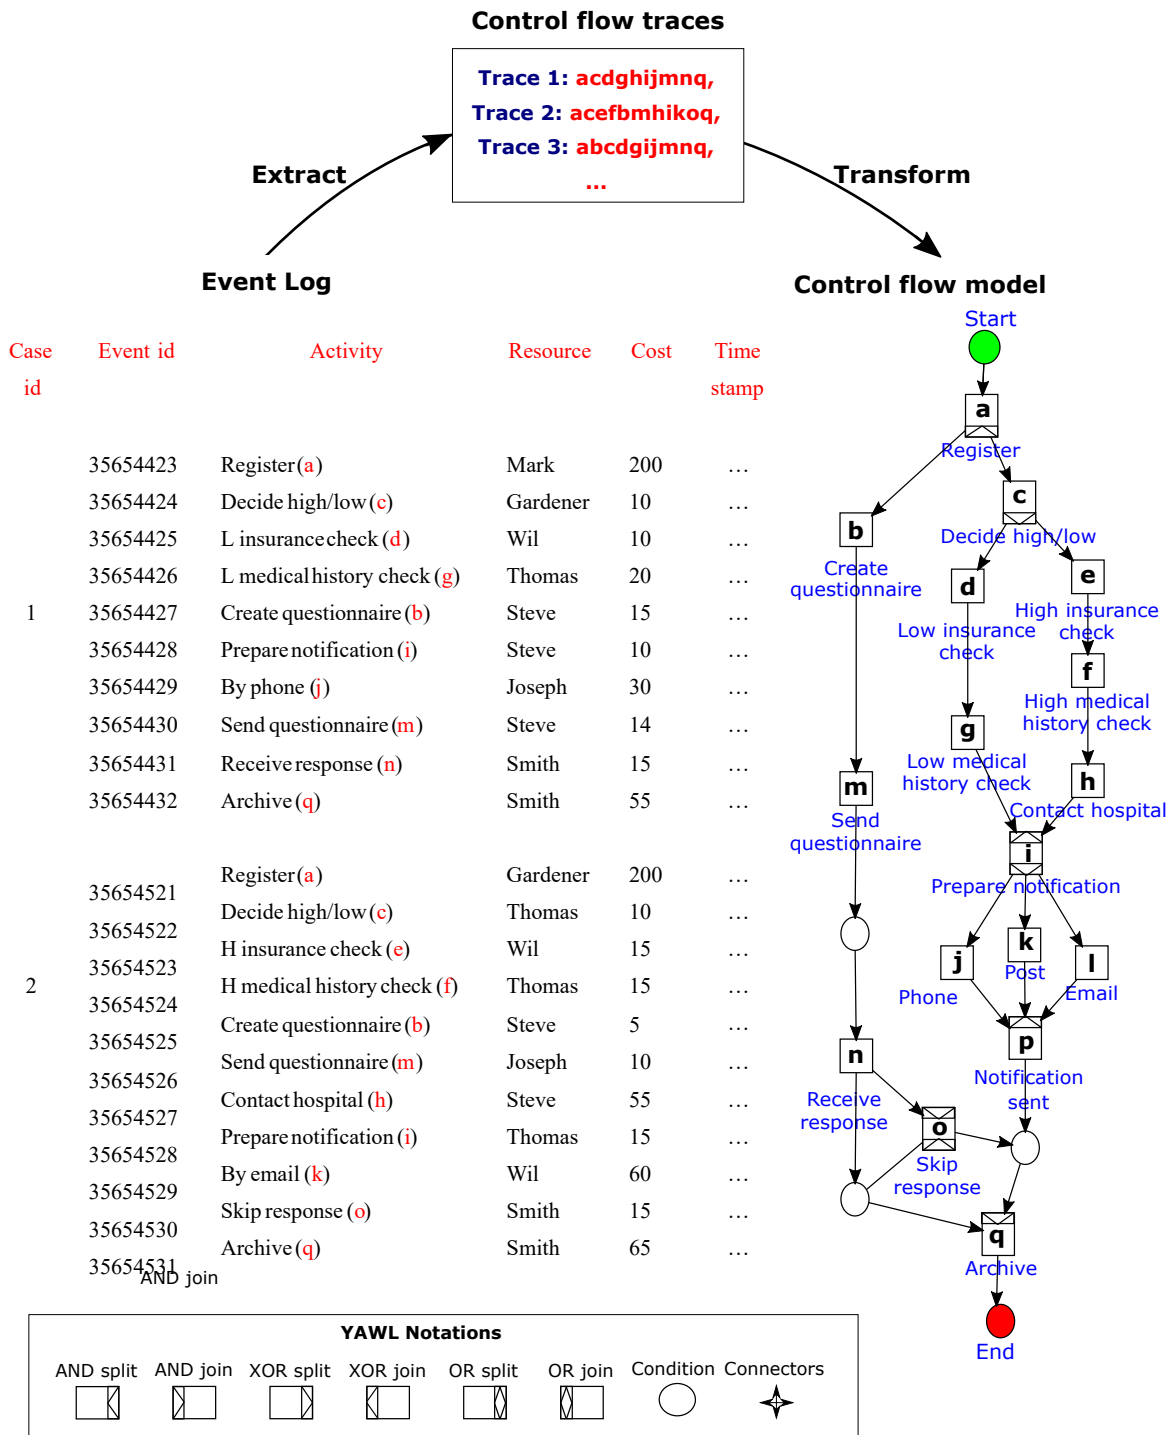 Control flow traces
Trace 1: acdghijmnq,
Trace 2: acefbmhikoq,
Trace 3: abcdgijmnq,
...
Extract
Transform
Event Log
Case id Event id Activity Resource Cost Time stamp
35654423 Register (a) Mark 200 ...
35654424 Decide high/low (c) Gardener 10 ...
35654425 L insurance check (d) Wil 10 ...
35654426 L medical history check (g) Thomas 20 ...
1 35654427 Create questionnaire (b) Steve 15 ...
35654428 Prepare notification (i) Steve 10 ...
35654429 By phone (j) Joseph 30 ...
35654430 Send questionnaire (m) Steve 14 ...
35654431 Receive response (n) Smith 15 ...
35654432 Archive (q) Smith 55 ...
35654521 Register (a) Gardener 200 ...
35654522 Decide high/low (c) Thomas 10 ...
35654523 H insurance check (e) Wil 15 ...
2 35654524 H medical history check (f) Thomas 15 ...
35654525 Create questionnaire (b) Steve 5 ...
35654526 Send questionnaire (m) Joseph 10 ...
35654527 Contact hospital (h) Steve 55 ...
35654528 Prepare notification (i) Thomas 15 ...
35654529 By email (k) Wil 60 ...
35654530 Skip response (o) Smith 15 ...
35654531 Archive (q) Smith 65 ...
AND join
Control flow model
Start
a
Register
c
Decide high/low
b
Create
questionnaire
d
Low insurance
check
e
High insurance
check
f
High medical
history check
g
Low medical
history check
h
Contact hospital
m
Send
questionnaire
i
Prepare notification
j
Phone
k
Post
l
Email
p
Notification
sent
n
Receive
response
o
Skip
response
q
Archive
End
YAWL Notations
AND split AND join XOR split XOR join OR split OR join Condition Connectors